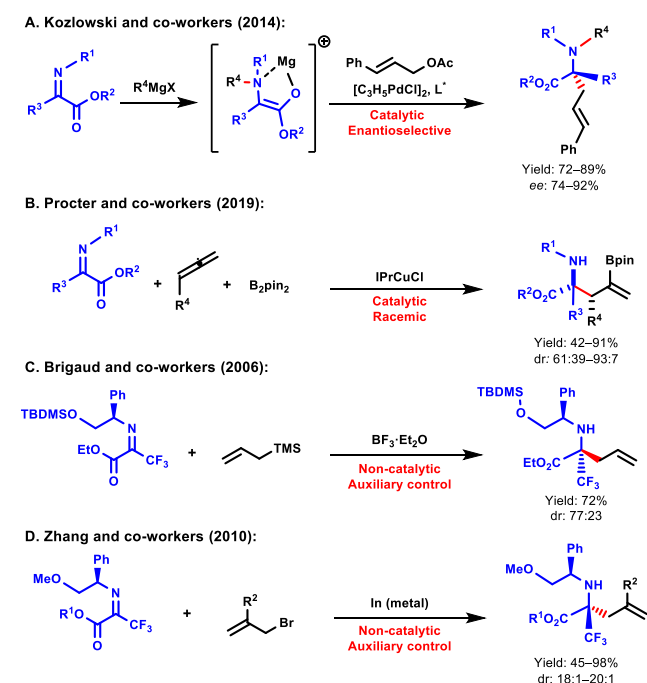 A. Kozlowski and co-workers (2014):
N R¹
R³ OR²
O
R⁴MgX
R¹ Mg
R⁴ N O
R³ OR²
⊕
Ph OAc
[C₃H₅PdCl]₂, L*
Catalytic
Enantioselective
R¹ R⁴
N
R²O₂C R³
Ph
Yield: 72–89%
ee: 74–92%
B. Procter and co-workers (2019):
N R¹
R³ OR²
O
+
R⁴
+ B₂pin₂
IPrCuCl
Catalytic
Racemic
R¹ NH Bpin
R²O₂C
R³ R⁴
Yield: 42–91%
dr: 61:39–93:7
C. Brigaud and co-workers (2006):
Ph
TBDMSO
N
EtO CF₃
O
+
TMS
BF₃·Et₂O
Non-catalytic
Auxiliary control
TBDMS Ph
S
O NH
EtO₂C
CF₃
Yield: 72%
dr: 77:23
D. Zhang and co-workers (2010):
Ph
MeO
N
R¹O CF₃
O
+
R²
Br
In (metal)
Non-catalytic
Auxiliary control
Ph
MeO NH R²
R¹O₂C
CF₃
Yield: 45–98%
dr: 18:1–20:1